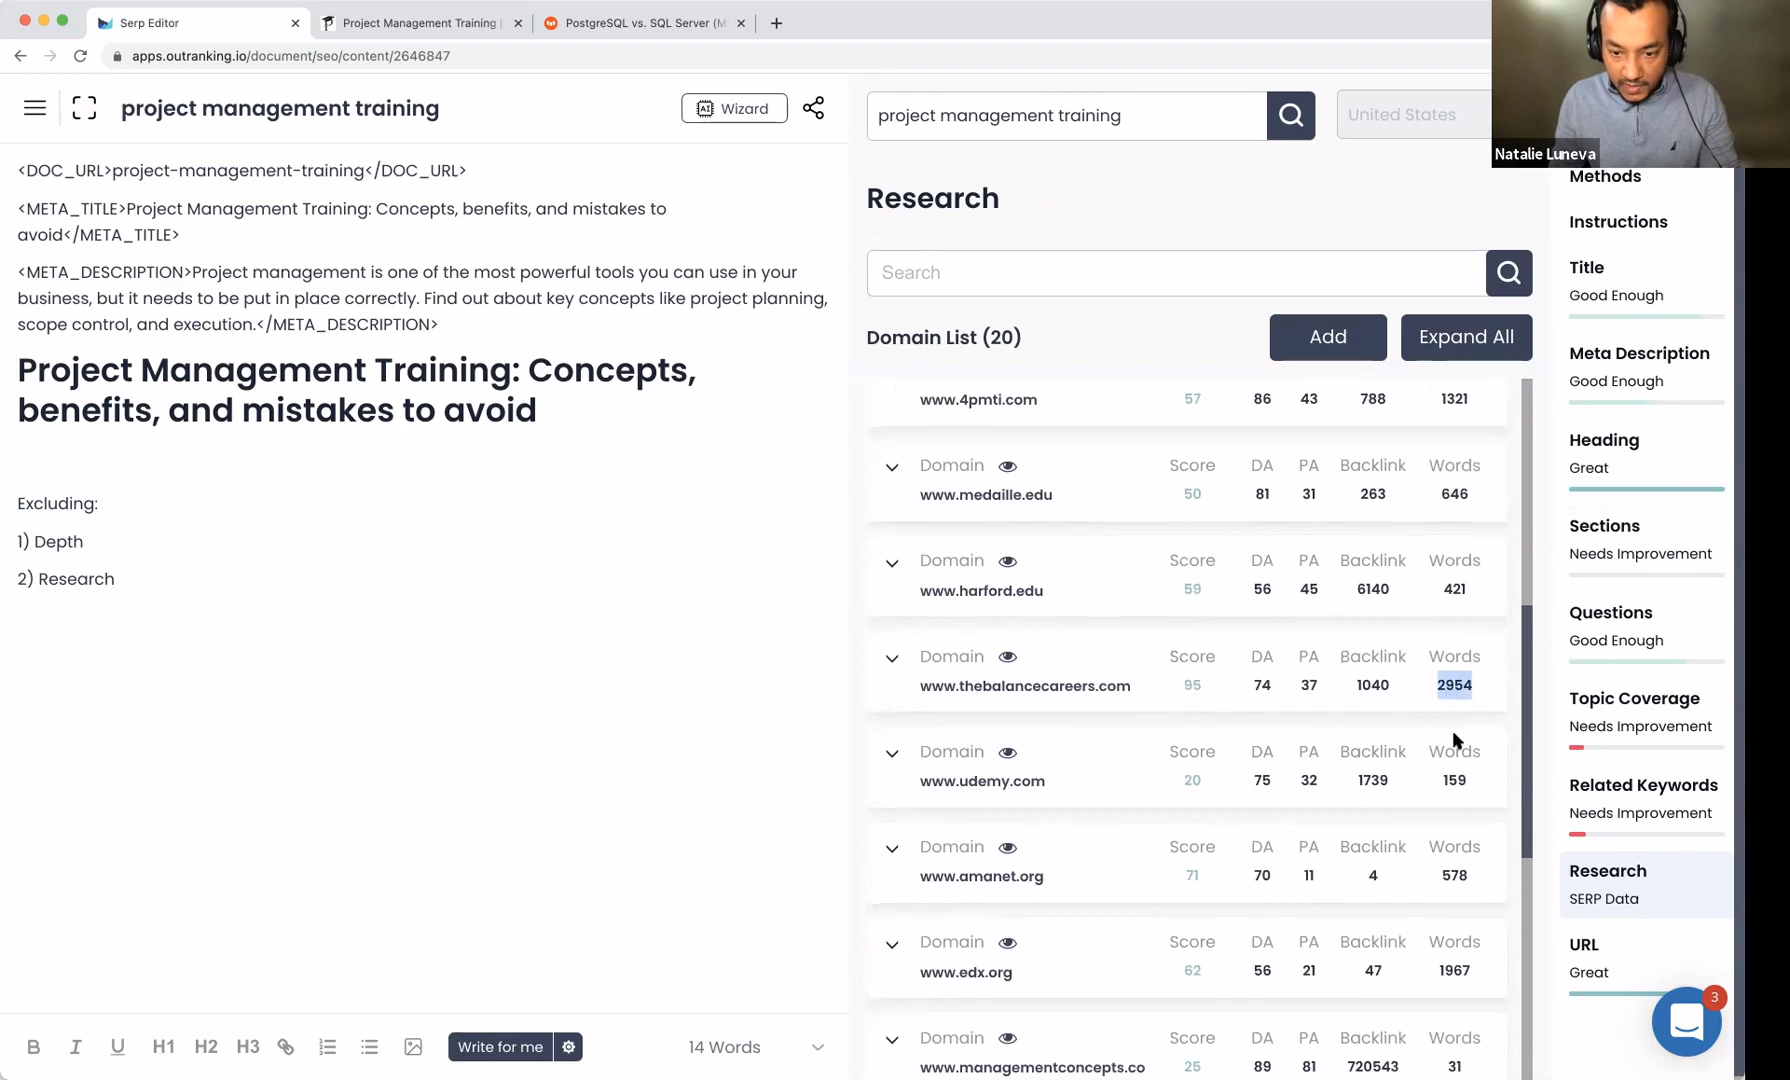 Serp Editor
Project Management Training |
PostgreSQL vs. SQL Server (M
apps.outranking.io/document/seo/content/2646847
project management training
Wizard
<DOC_URL>project-management-training</DOC_URL>
<META_TITLE>Project Management Training: Concepts, benefits, and mistakes to
avoid</META_TITLE>
<META_DESCRIPTION>Project management is one of the most powerful tools you can use in your
business, but it needs to be put in place correctly. Find out about key concepts like project planning,
scope control, and execution.</META_DESCRIPTION>
Project Management Training: Concepts,
benefits, and mistakes to avoid
Excluding:
1) Depth
2) Research
B I U H1 H2 H3
Write for me
14 Words
project management training
United States
Research
Search
Domain List (20)
Add
Expand All
www.4pmti.com 57 86 43 788 1321
Domain Score DA PA Backlink Words
www.medaille.edu 50 81 31 263 646
Domain Score DA PA Backlink Words
www.harford.edu 59 56 45 6140 421
Domain Score DA PA Backlink Words
www.thebalancecareers.com 95 74 37 1040 2954
Domain Score DA PA Backlink Words
www.udemy.com 20 75 32 1739 159
Domain Score DA PA Backlink Words
www.amanet.org 71 70 11 4 578
Domain Score DA PA Backlink Words
www.edx.org 62 56 21 47 1967
Domain Score DA PA Backlink Words
www.managementconcepts.co 25 89 81 720543 31
Natalie Luneva
Methods
Instructions
Title
Good Enough
Meta Description
Good Enough
Heading
Great
Sections
Needs Improvement
Questions
Good Enough
Topic Coverage
Needs Improvement
Related Keywords
Needs Improvement
Research
SERP Data
URL
Great
3